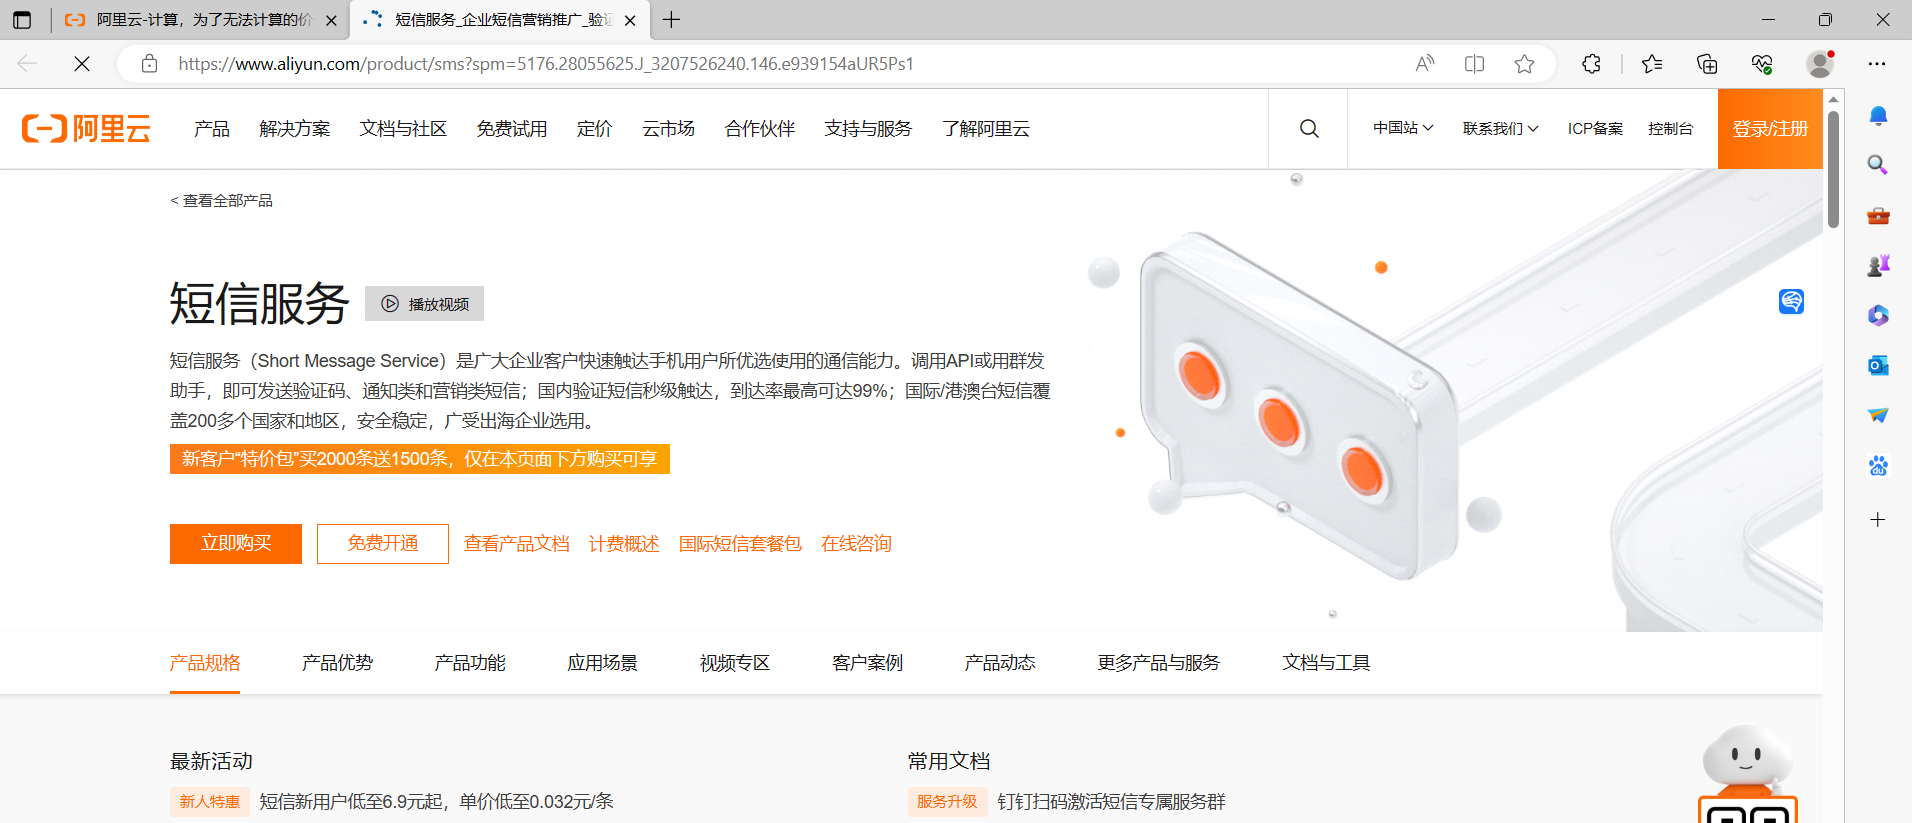 阿里云-计算，为了无法计算的价
短信服务_企业短信营销推广_验证
https://www.aliyun.com/product/sms?spm=5176.28055625.J_3207526240.146.e939154aUR5Ps1
阿里云 产品 解决方案 文档与社区 免费试用 定价 云市场 合作伙伴 支持与服务 了解阿里云 中国站 联系我们 ICP备案 控制台 登录/注册
< 查看全部产品
短信服务 播放视频
短信服务（Short Message Service）是广大企业客户快速触达手机用户所优选使用的通信能力。调用API或用群发
助手，即可发送验证码、通知类和营销类短信；国内验证短信秒级触达，到达率最高可达99%；国际/港澳台短信覆
盖200多个国家和地区，安全稳定，广受出海企业选用。
新客户“特价包”买2000条送1500条，仅在本页面下方购买可享
立即购买 免费开通 查看产品文档 计费概述 国际短信套餐包 在线咨询
产品规格 产品优势 产品功能 应用场景 视频专区 客户案例 产品动态 更多产品与服务 文档与工具
最新活动
新人特惠 短信新用户低至6.9元起，单价低至0.032元/条
常用文档
服务升级 钉钉扫码激活短信专属服务群